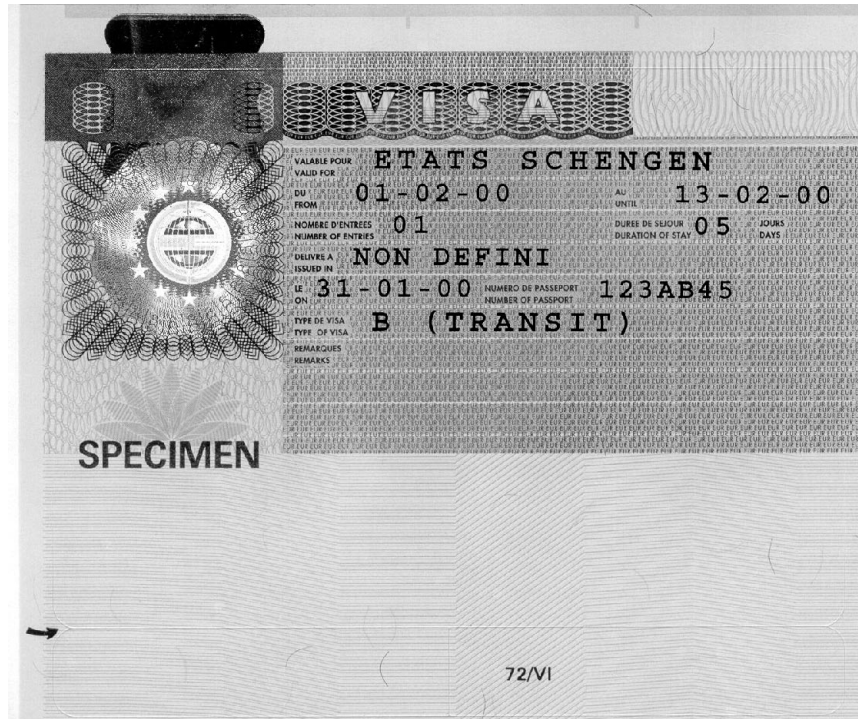 VISA
VALABLE POUR ETATS SCHENGEN
VALID FOR
DU 01-02-00 AU 13-02-00
FROM UNTIL
NOMBRE D'ENTREES 01 DUREE DE SEJOUR 05 JOURS
NUMBER OF ENTRIES DURATION OF STAY DAYS
DELIVRE A NON DEFINI
ISSUED IN
LE 31-01-00 NUMERO DE PASSEPORT 123AB45
ON NUMBER OF PASSPORT
TYPE DE VISA B (TRANSIT)
TYPE OF VISA
REMARQUES
REMARKS
SPECIMEN
72/VI